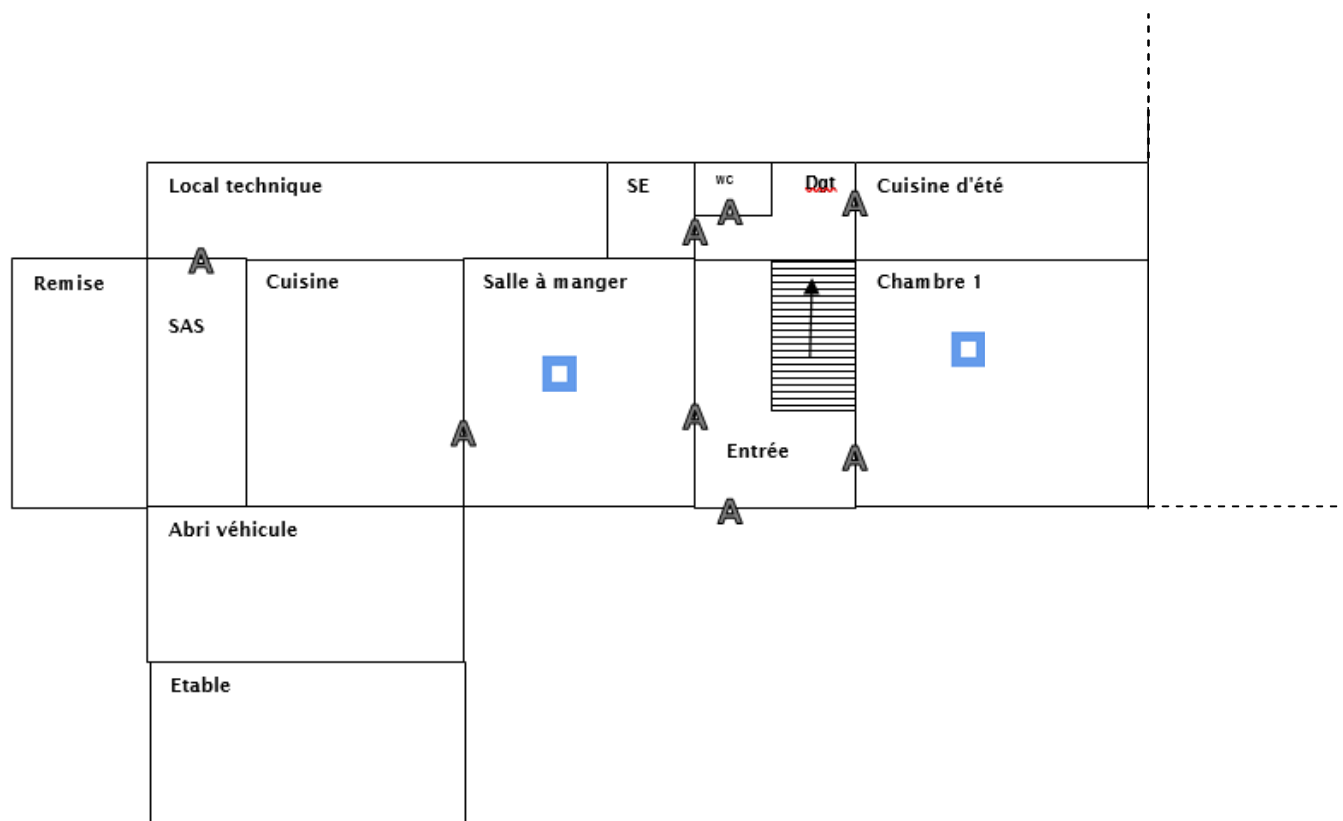 Local technique
SE
WC
Dgt
Cuisine d'été
A
A
A
A
Remise
Cuisine
Salle à manger
Chambre 1
SAS
A
A
Entrée
A
A
Abri véhicule
Etable